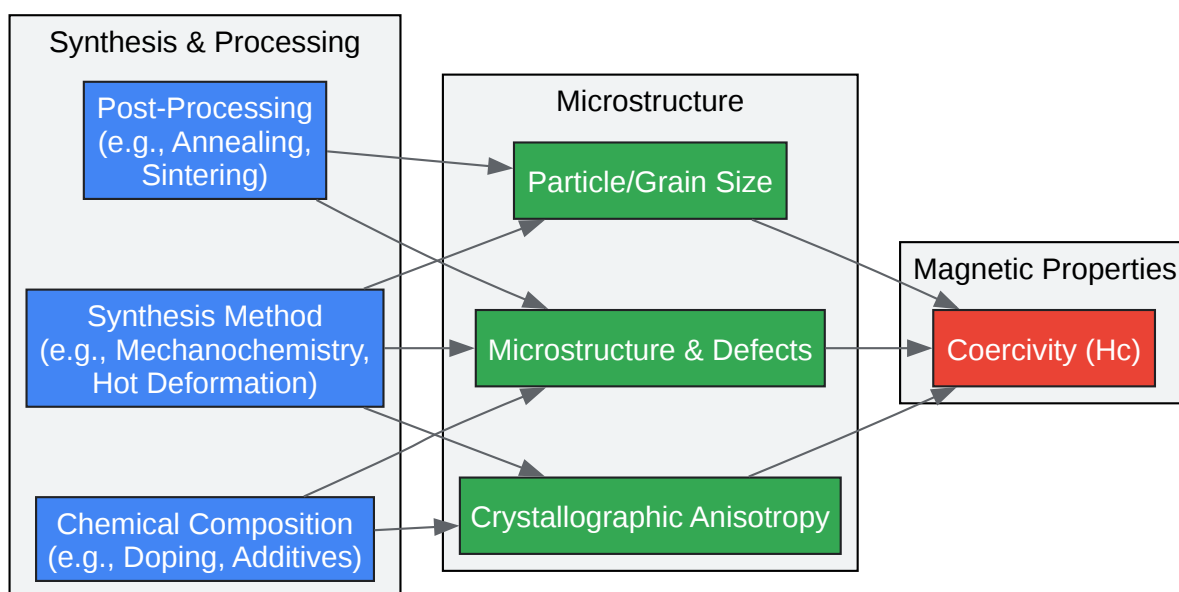 Synthesis & Processing
Post-Processing
(e.g., Annealing,
Sintering)
Synthesis Method
(e.g., Mechanochemistry,
Hot Deformation)
Chemical Composition
(e.g., Doping, Additives)
Microstructure
Particle/Grain Size
Microstructure & Defects
Crystallographic Anisotropy
Magnetic Properties
Coercivity (Hc)